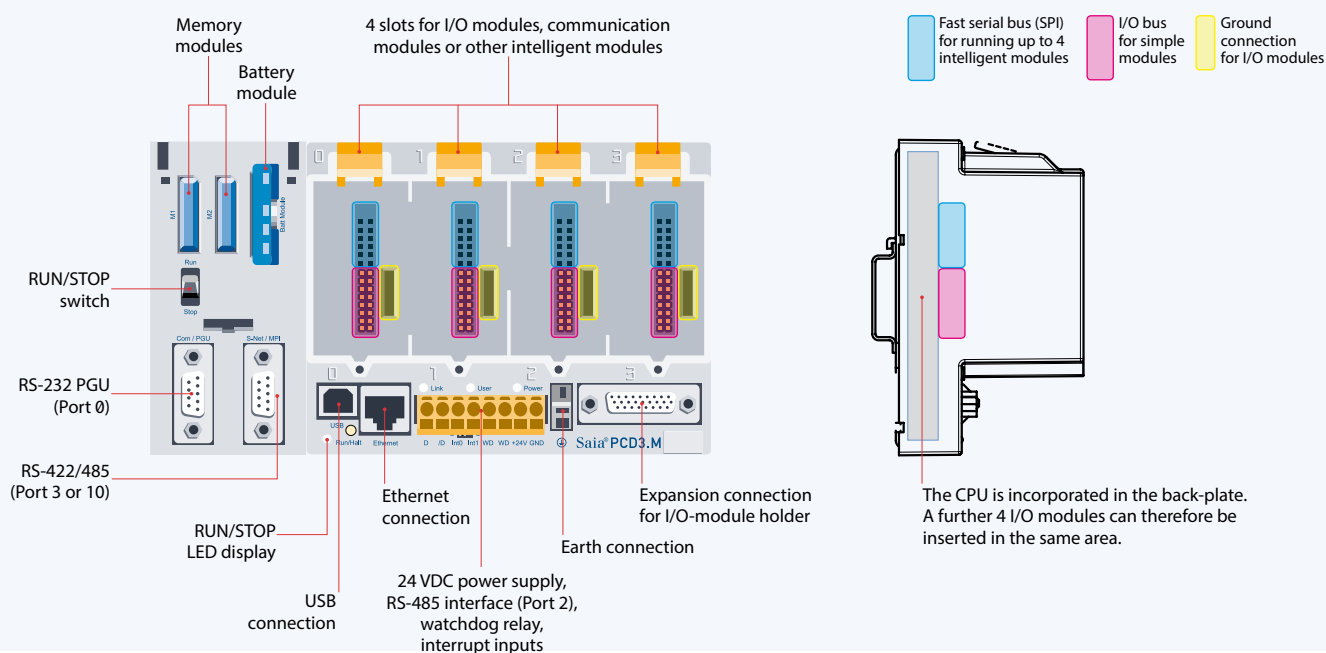 Memory
modules
4 slots for I/O modules, communication
modules or other intelligent modules
Battery
module
Fast serial bus (SPI)
for running up to 4
intelligent modules
I/O bus
for simple
modules
Ground
connection
for I/O modules
0
1
2
3
M1
M2
Batt Module
Run
Stop
RUN/STOP
switch
Com / PGU
S-Net / MPI
RS-232 PGU
(Port 0)
RS-422/485
(Port 3 or 10)
0
1
2
3
Link
User
Power
USB
Run/Halt
Ethernet
D /D Int0 Int1 WD WD +24V GND
Saia® PCD3.M
RUN/STOP
LED display
USB
connection
Ethernet
connection
24 VDC power supply,
RS-485 interface (Port 2),
watchdog relay,
interrupt inputs
Earth connection
Expansion connection
for I/O-module holder
The CPU is incorporated in the back-plate.
A further 4 I/O modules can therefore be
inserted in the same area.